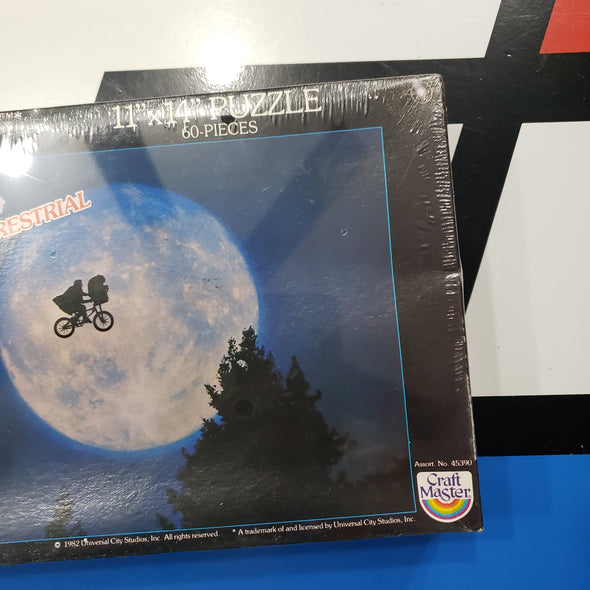 11" x 14" PUZZLE
60-PIECES
RESTRIAL
Assort. No. 45390
Craft
Master
© 1982 Universal City Studios, Inc. All rights reserved. * A trademark of and licensed by Universal City Studios, Inc.